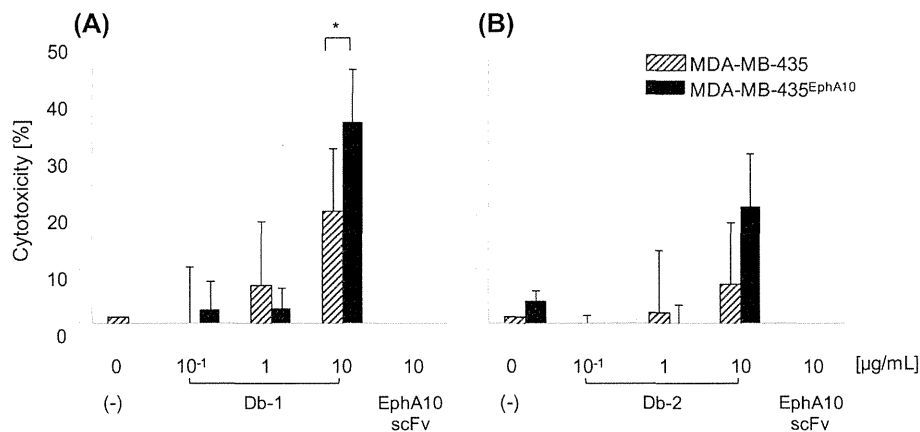 (A)
*
50
40
30
20
10
0
Cytotoxicity [%]
0 10⁻¹ 1 10 10
(-) Db-1 EphA10
scFv
(B)
MDA-MB-435
MDA-MB-435ᴱᵖʰᴬ¹⁰
0 10⁻¹ 1 10 10 [µg/mL]
(-) Db-2 EphA10
scFv